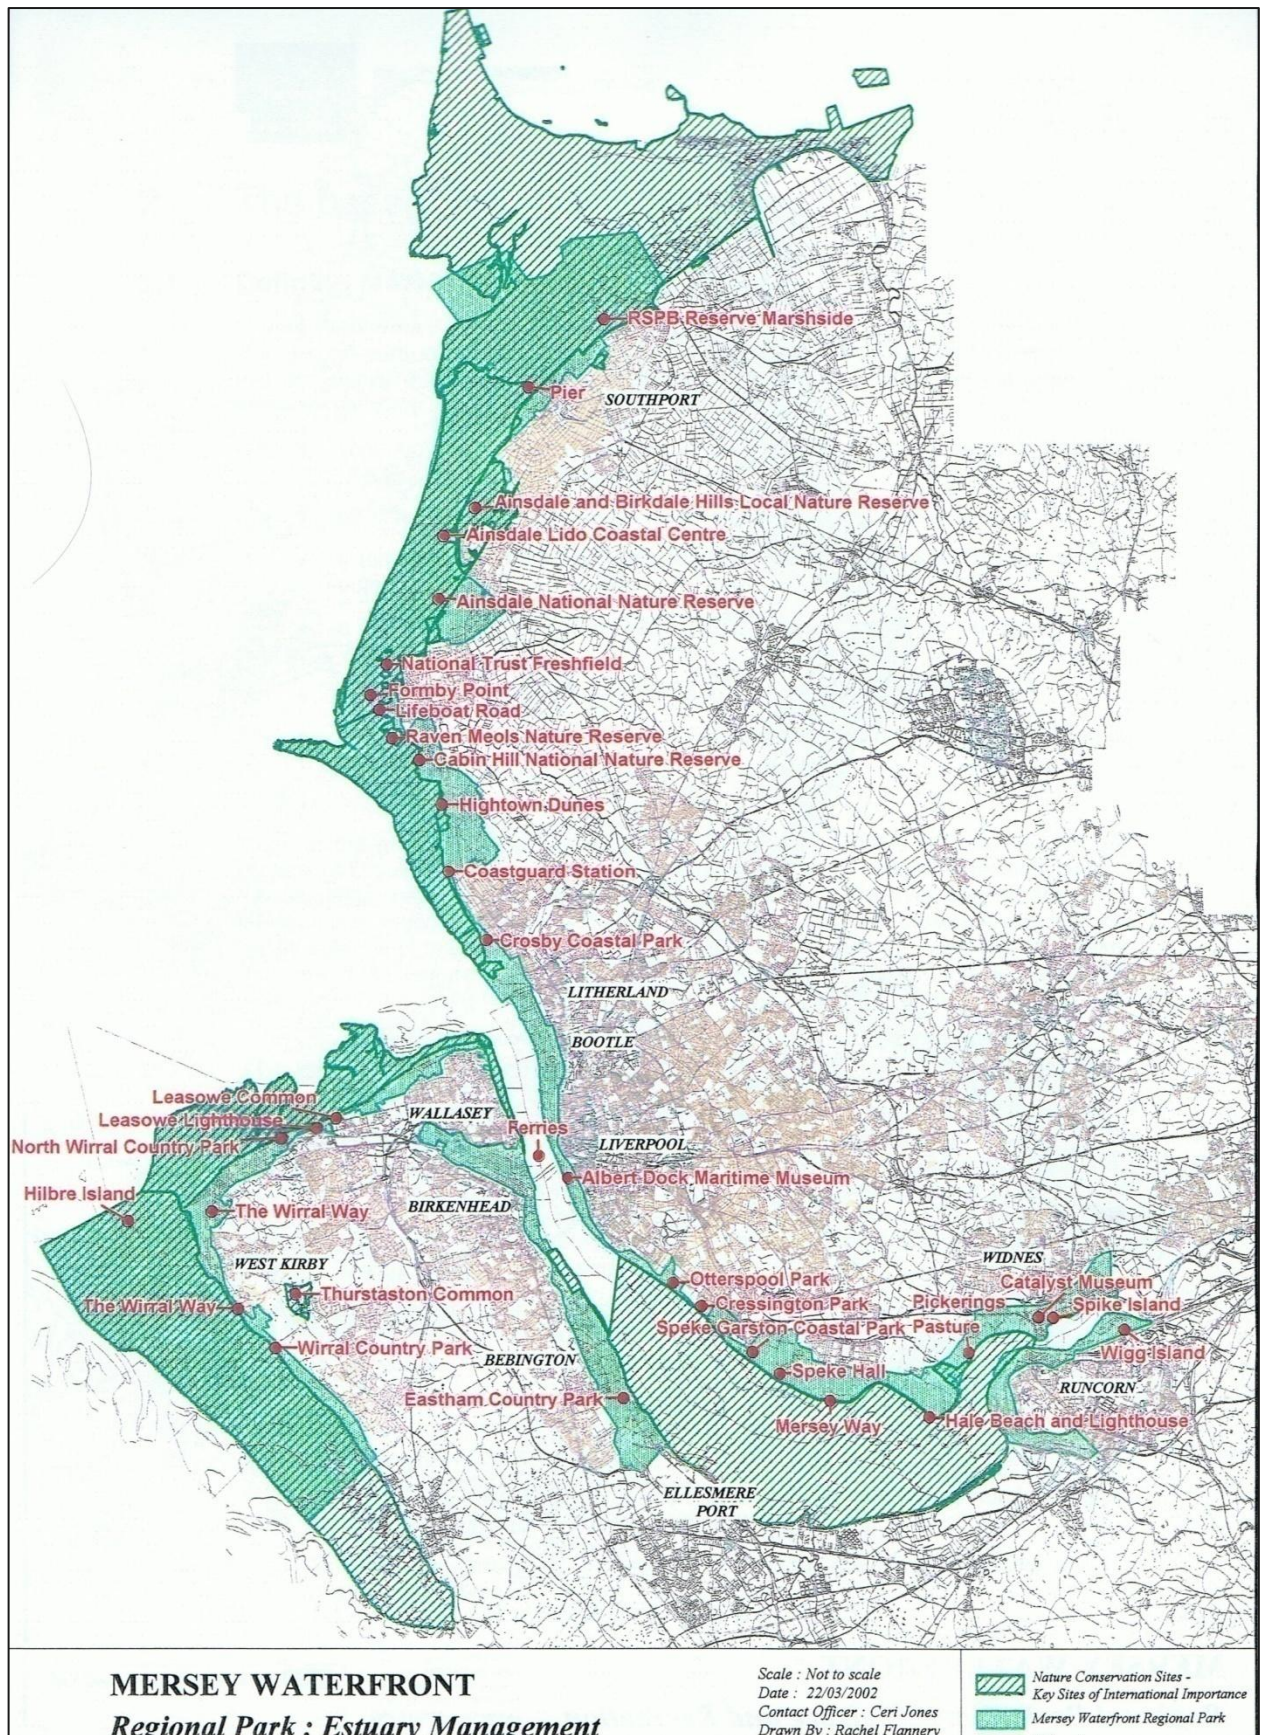 RSPB Reserve Marshside
Pier
SOUTHPORT
Ainsdale and Birkdale Hills Local Nature Reserve
Ainsdale Lido Coastal Centre
Ainsdale National Nature Reserve
National Trust Freshfield
Formby Point
Lifeboat Road
Raven Meols Nature Reserve
Cabin Hill National Nature Reserve
Hightown Dunes
Coastguard Station
Crosby Coastal Park
LITHERLAND
BOOTLE
Leasowe Common
Leasowe Lighthouse
North Wirral Country Park
WALLASEY
Ferries
LIVERPOOL
Albert Dock Maritime Museum
Hilbre Island
The Wirral Way
BIRKENHEAD
WEST KIRBY
Thurstaston Common
The Wirral Way
Wirral Country Park
BEBINGTON
Eastham Country Park
Otterspool Park
Cressington Park
Speke Garston Coastal Park
Speke Hall
Mersey Way
WIDNES
Catalyst Museum
Pickerings
Pasture
Spike Island
Wigg Island
RUNCORN
Hale Beach and Lighthouse
ELLESMERE
PORT
MERSEY WATERFRONT
Regional Park : Estuary Management
Scale : Not to scale
Date : 22/03/2002
Contact Officer : Ceri Jones
Drawn By : Rachel Flannery
Nature Conservation Sites -
Key Sites of International Importance
Mersey Waterfront Regional Park